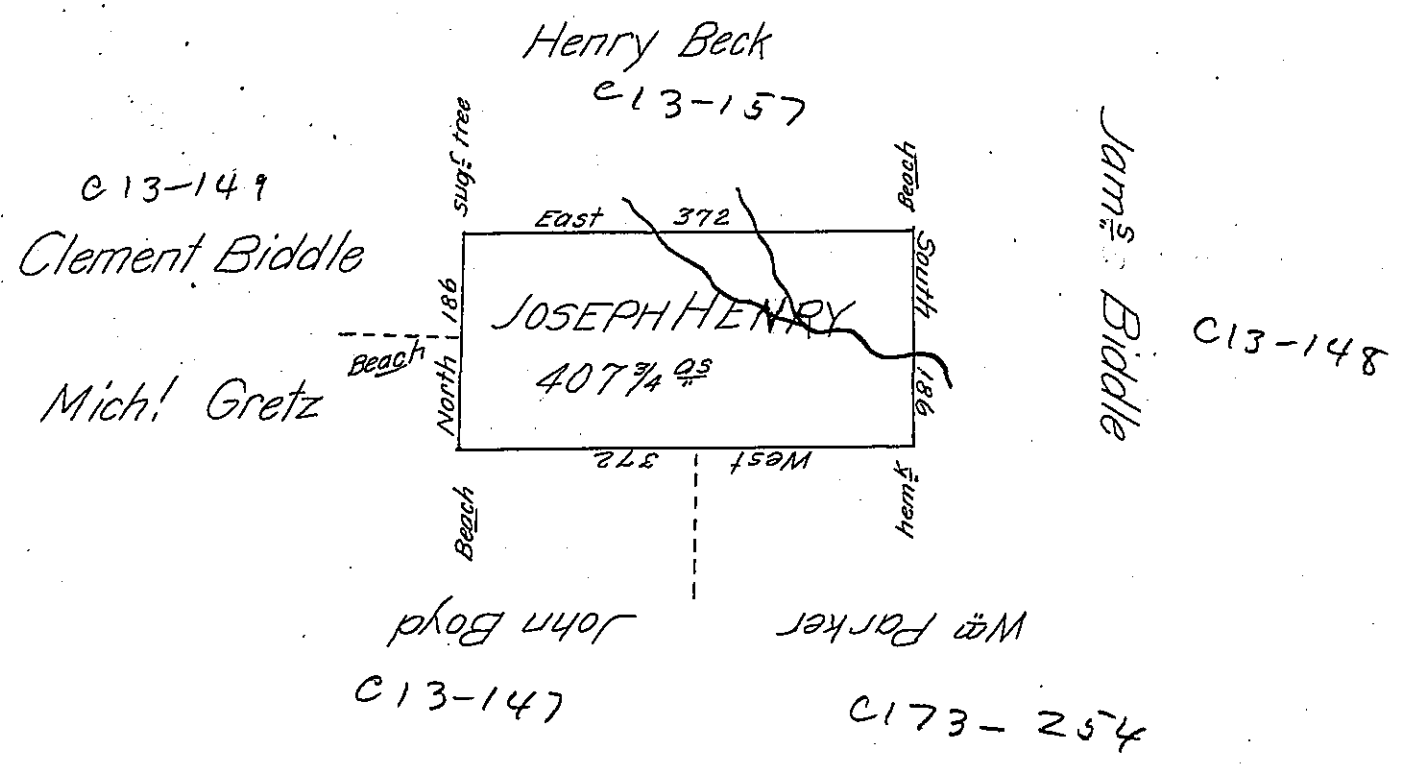 Henry Beck
C13-157
sugr tree
Beach
C13-149
Clement Biddle
East 372
South 186
Jams Biddle
C13-148
JOSEPH HENRY
407 3/4 as
North 186
Beach
Michl Gretz
West 372
Beach
hemk
John Boyd
Wm Parker
C13-147
C173-254